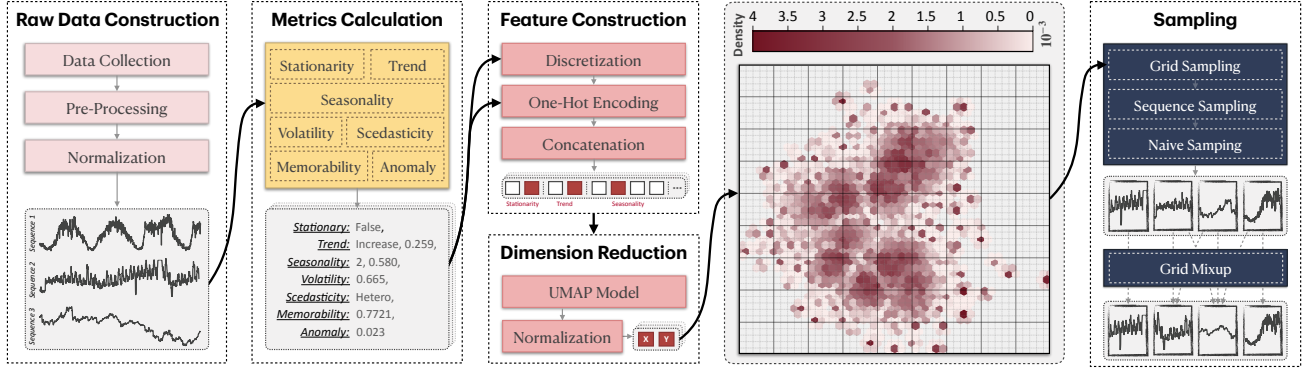 Raw Data Construction
Data Collection
Pre-Processing
Normalization
Sequence 1
Sequence 2
Sequence 3
Metrics Calculation
Stationarity Trend
Seasonality
Volatility Scedasticity
Memorability Anomaly
Stationary: False,
Trend: Increase, 0.259,
Seasonality: 2, 0.580,
Volatility: 0.665,
Scedasticity: Hetero,
Memorability: 0.7721,
Anomaly: 0.023
Feature Construction
Discretization
One-Hot Encoding
Concatenation
...
Stationarity Trend Seasonality
Dimension Reduction
UMAP Model
Normalization
X Y
Density
4 3.5 3 2.5 2 1.5 1 0.5 0
10⁻³
Sampling
Grid Sampling
Sequence Sampling
Naive Sampling
Grid Mixup